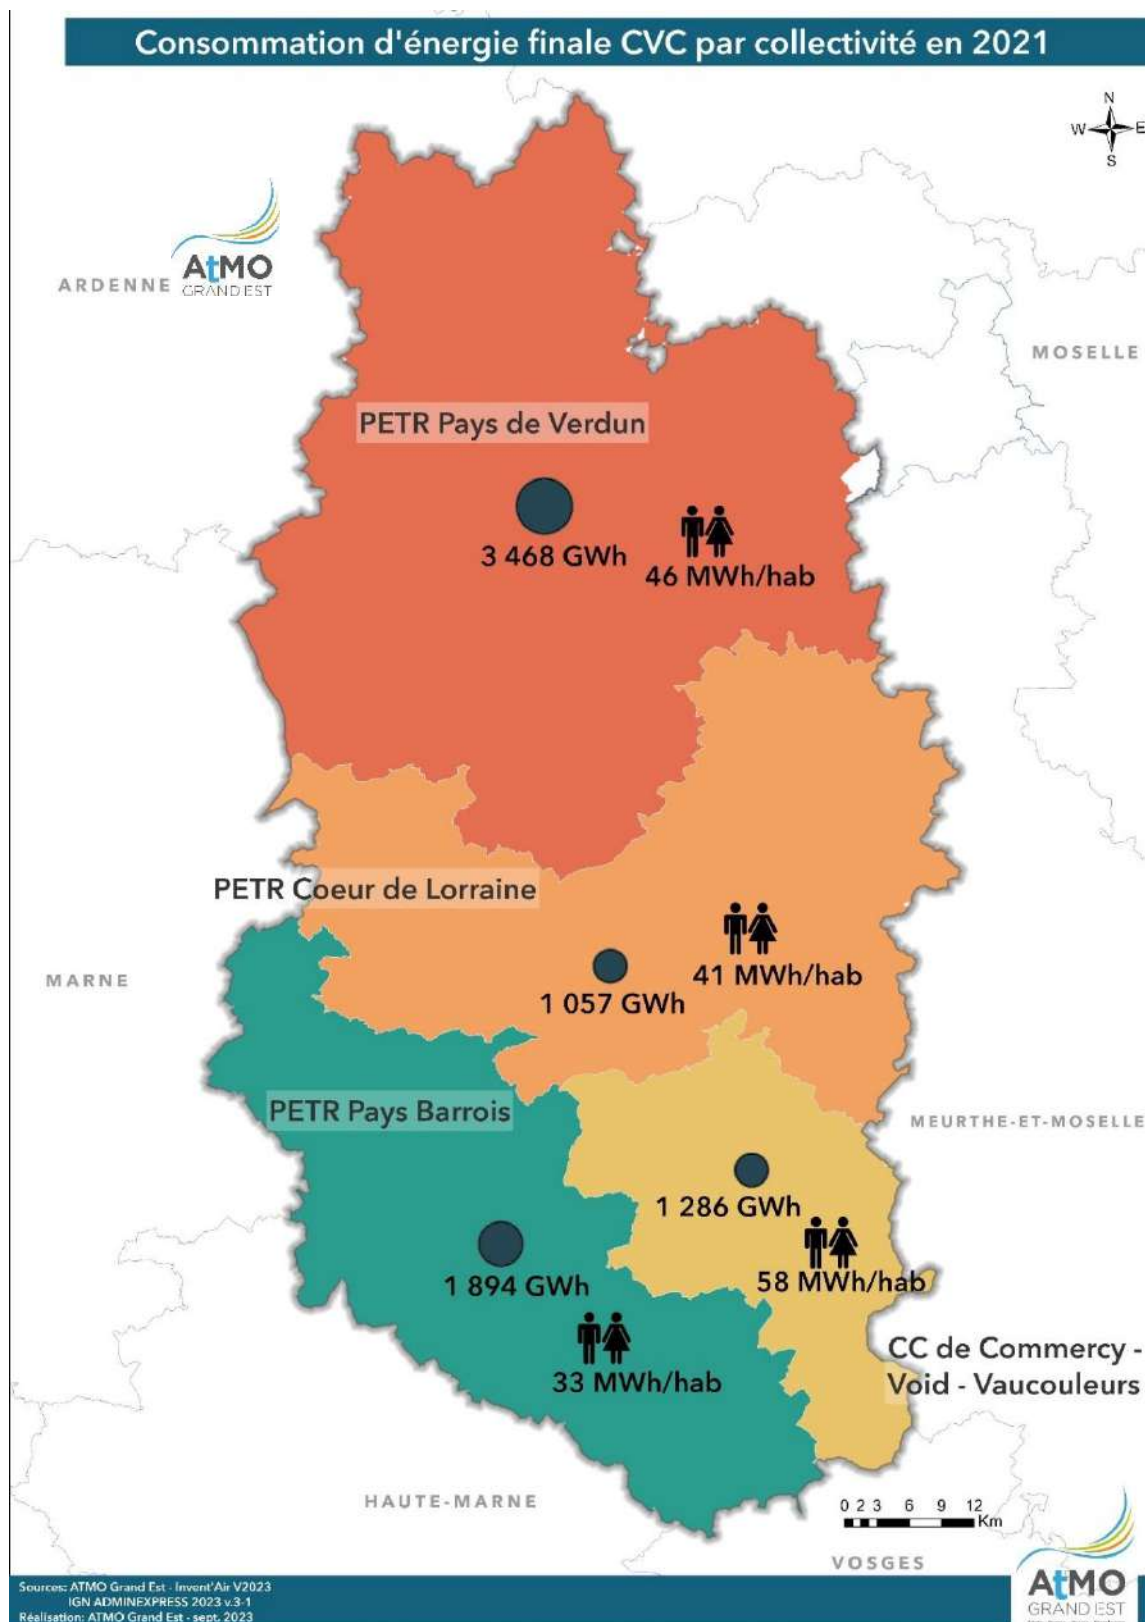 Consommation d'énergie finale CVC par collectivité en 2021
N
W E
S
ARDENNE
AtMO
GRAND EST
MOSELLE
PETR Pays de Verdun
3 468 GWh
46 MWh/hab
PETR Coeur de Lorraine
MARNE
41 MWh/hab
1 057 GWh
PETR Pays Barrois
MEURTHE-ET-MOSELLE
1 286 GWh
1 894 GWh
58 MWh/hab
33 MWh/hab
CC de Commercy -
Void - Vaucouleurs
HAUTE-MARNE
0 2 3 6 9 12
Km
VOSGES
AtMO
GRAND EST
Sources: ATMO Grand Est - Invent'Air V2023
IGN ADMINEXPRESS 2023 v.3-1
Réalisation: ATMO Grand Est - sept. 2023